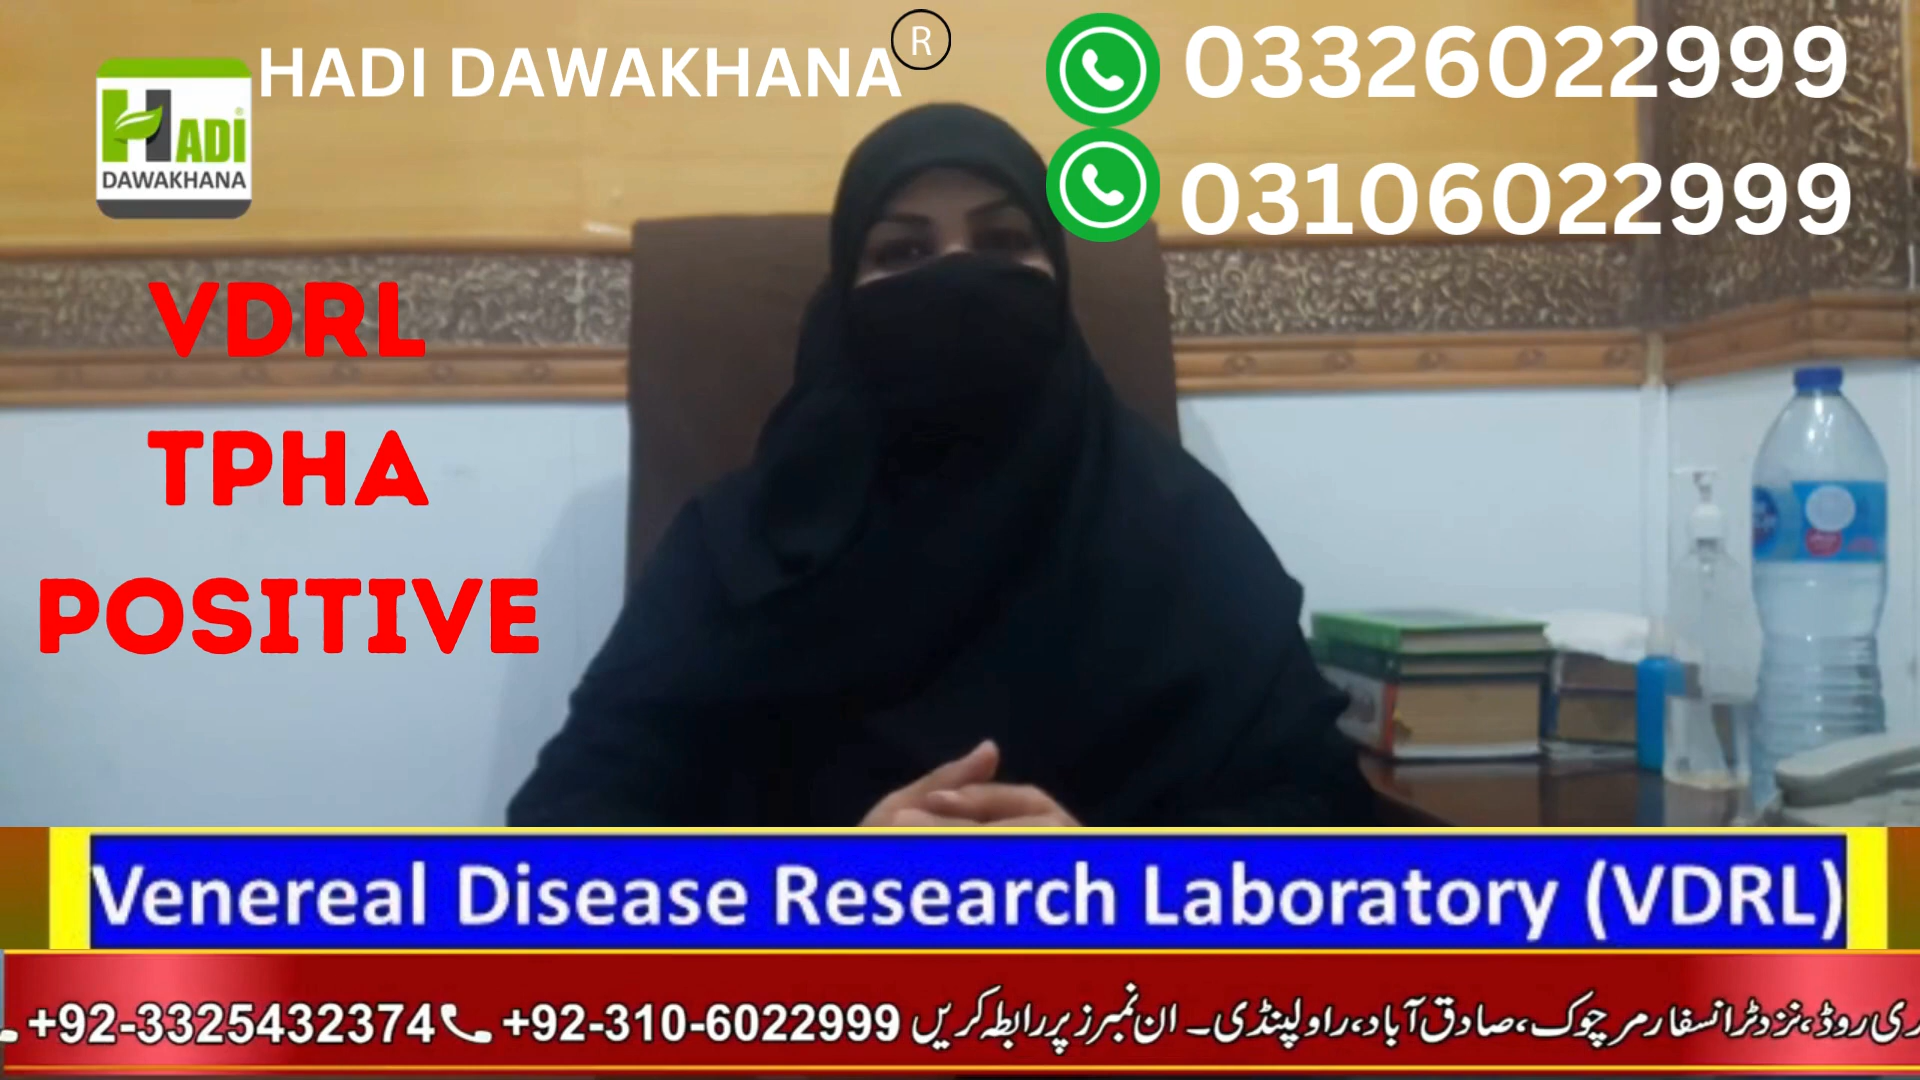 HADI DAWAKHANA®
03326022999
03106022999
HADI
DAWAKHANA
VDRL
TPHA
POSITIVE
Venereal Disease Research Laboratory (VDRL)
روڈ، نزد ٹرانسفارمر چوک، صادق آباد، راولپنڈی۔ ان نمبرز پر رابطہ کریں +92-310-6022999 +92-3325432374